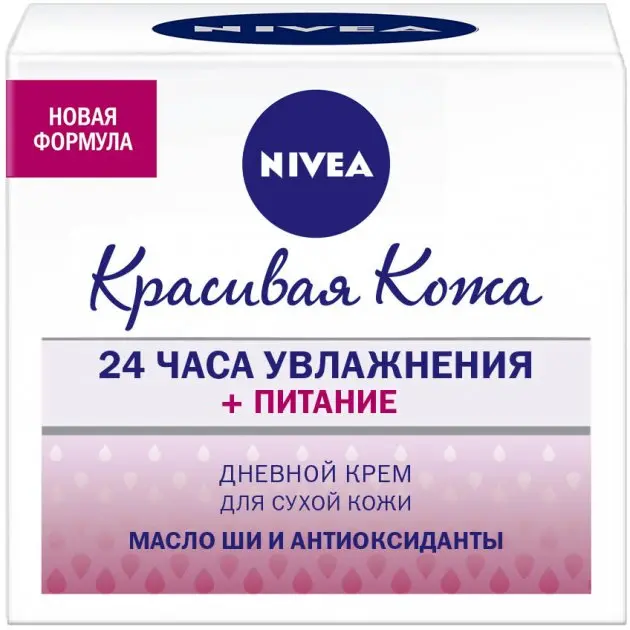 NIVEA
НОВАЯ
ФОРМУЛА
NIVEA
Красивая Кожа
24 ЧАСА УВЛАЖНЕНИЯ
+ ПИТАНИЕ
ДНЕВНОЙ КРЕМ
ДЛЯ СУХОЙ КОЖИ
МАСЛО ШИ И АНТИОКСИДАНТЫ